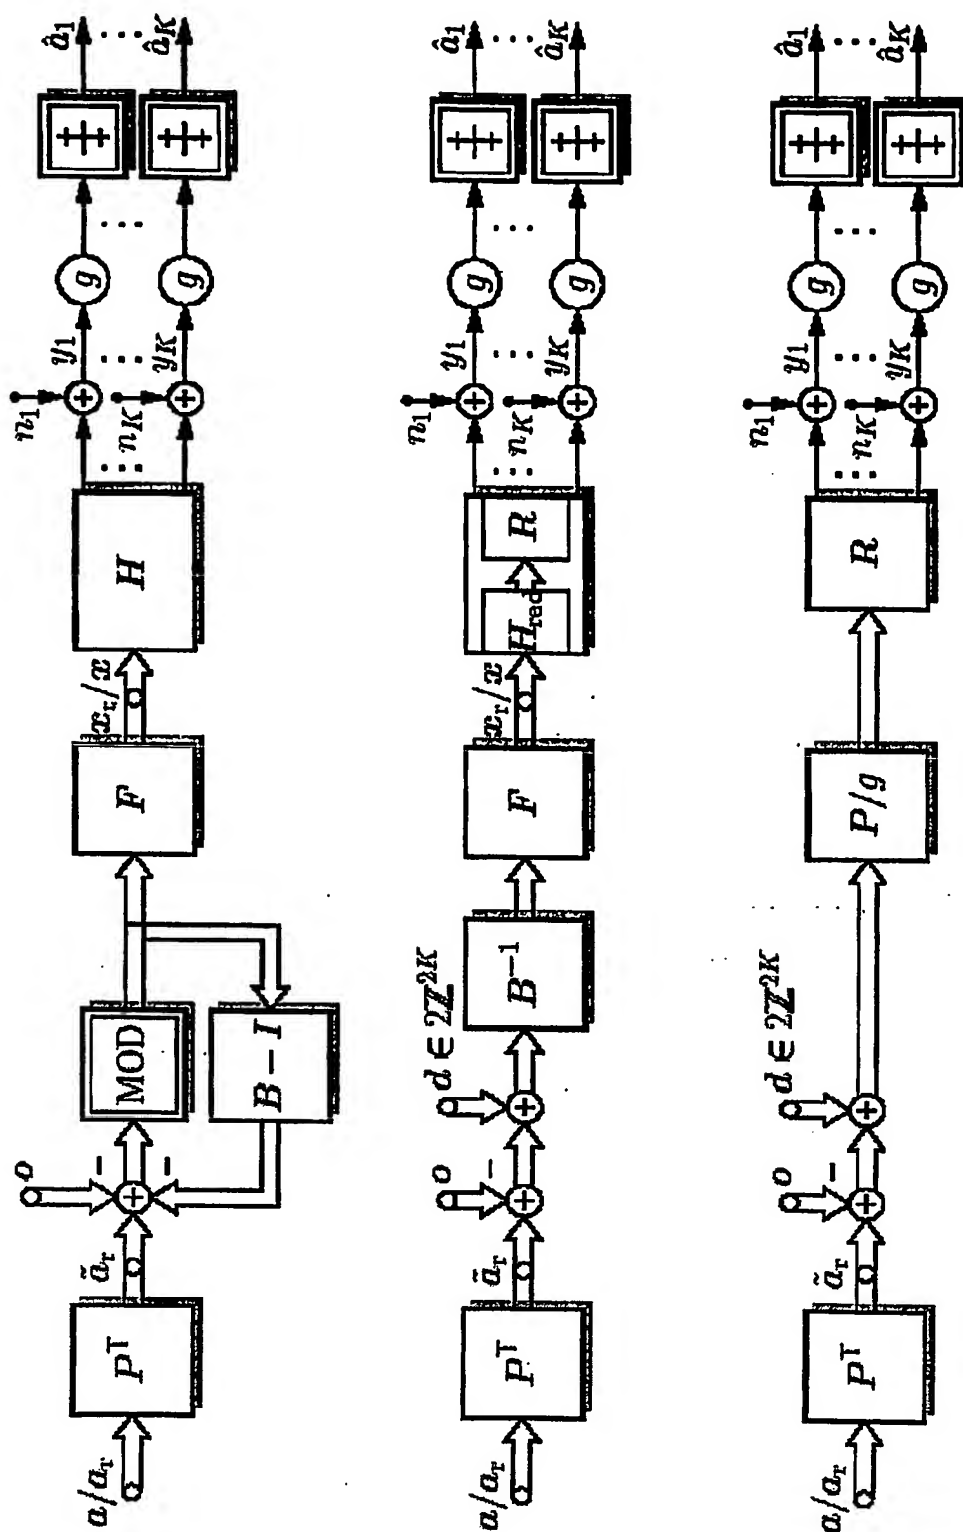 a/a_r
P^T
ã_r
o
−
+
−
MOD
B − I
F
x_r/x
H
n_1
n_K
+
+
y_1
y_K
g
g
â_1
â_K
a/a_r
P^T
ã_r
o
−
+
d ∈ 2ℤ^{2K}
+
B^{−1}
F
x_r/x
H_red
R
n_1
n_K
+
+
y_1
y_K
g
g
â_1
â_K
a/a_r
P^T
ã_r
o
−
+
d ∈ 2ℤ^{2K}
+
P/g
R
n_1
n_K
+
+
y_1
y_K
g
g
â_1
â_K